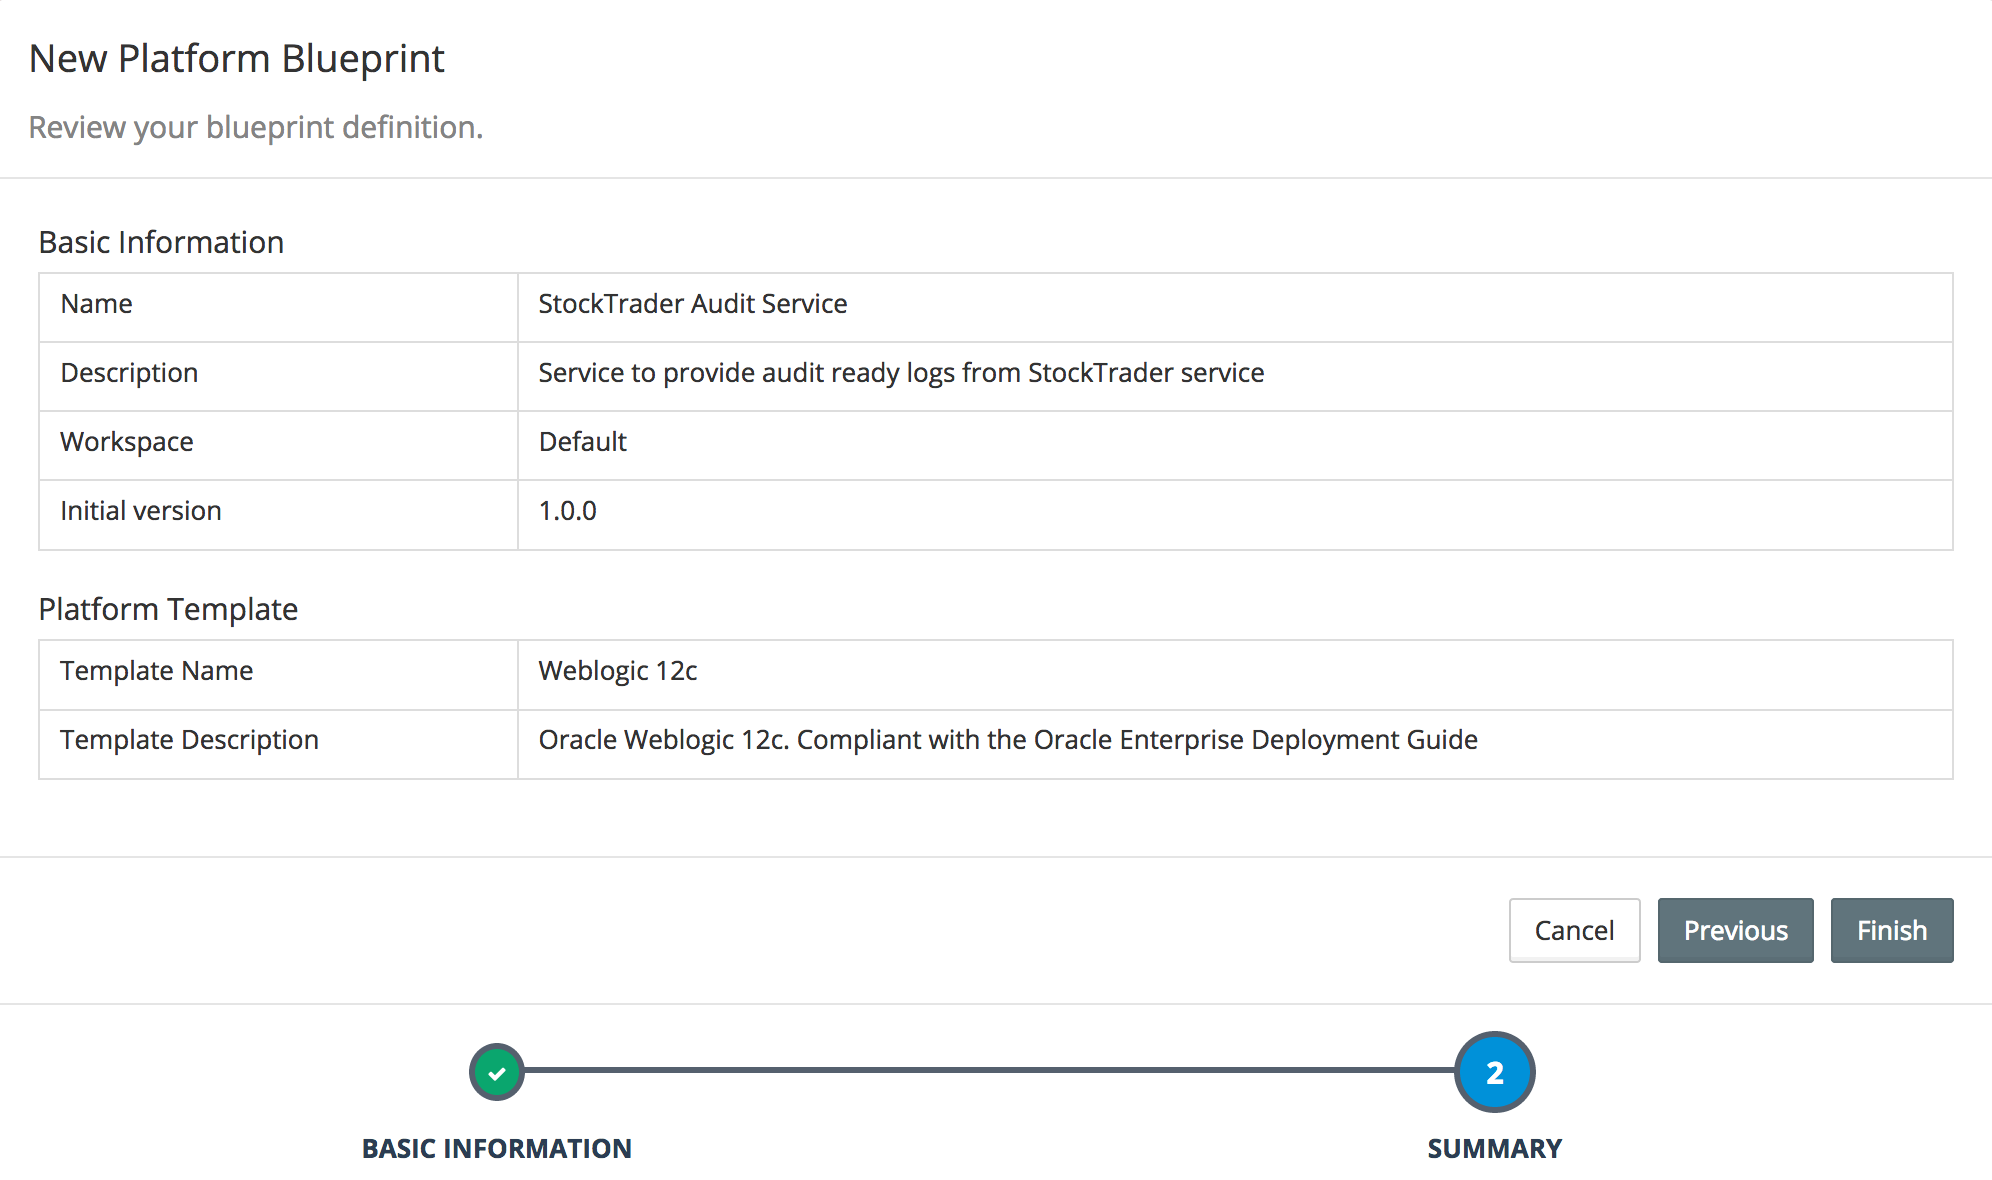 New Platform Blueprint
Review your blueprint definition.
Basic Information
Name StockTrader Audit Service
Description Service to provide audit ready logs from StockTrader service
Workspace Default
Initial version 1.0.0
Platform Template
Template Name Weblogic 12c
Template Description Oracle Weblogic 12c. Compliant with the Oracle Enterprise Deployment Guide
Cancel Previous Finish
2
BASIC INFORMATION SUMMARY